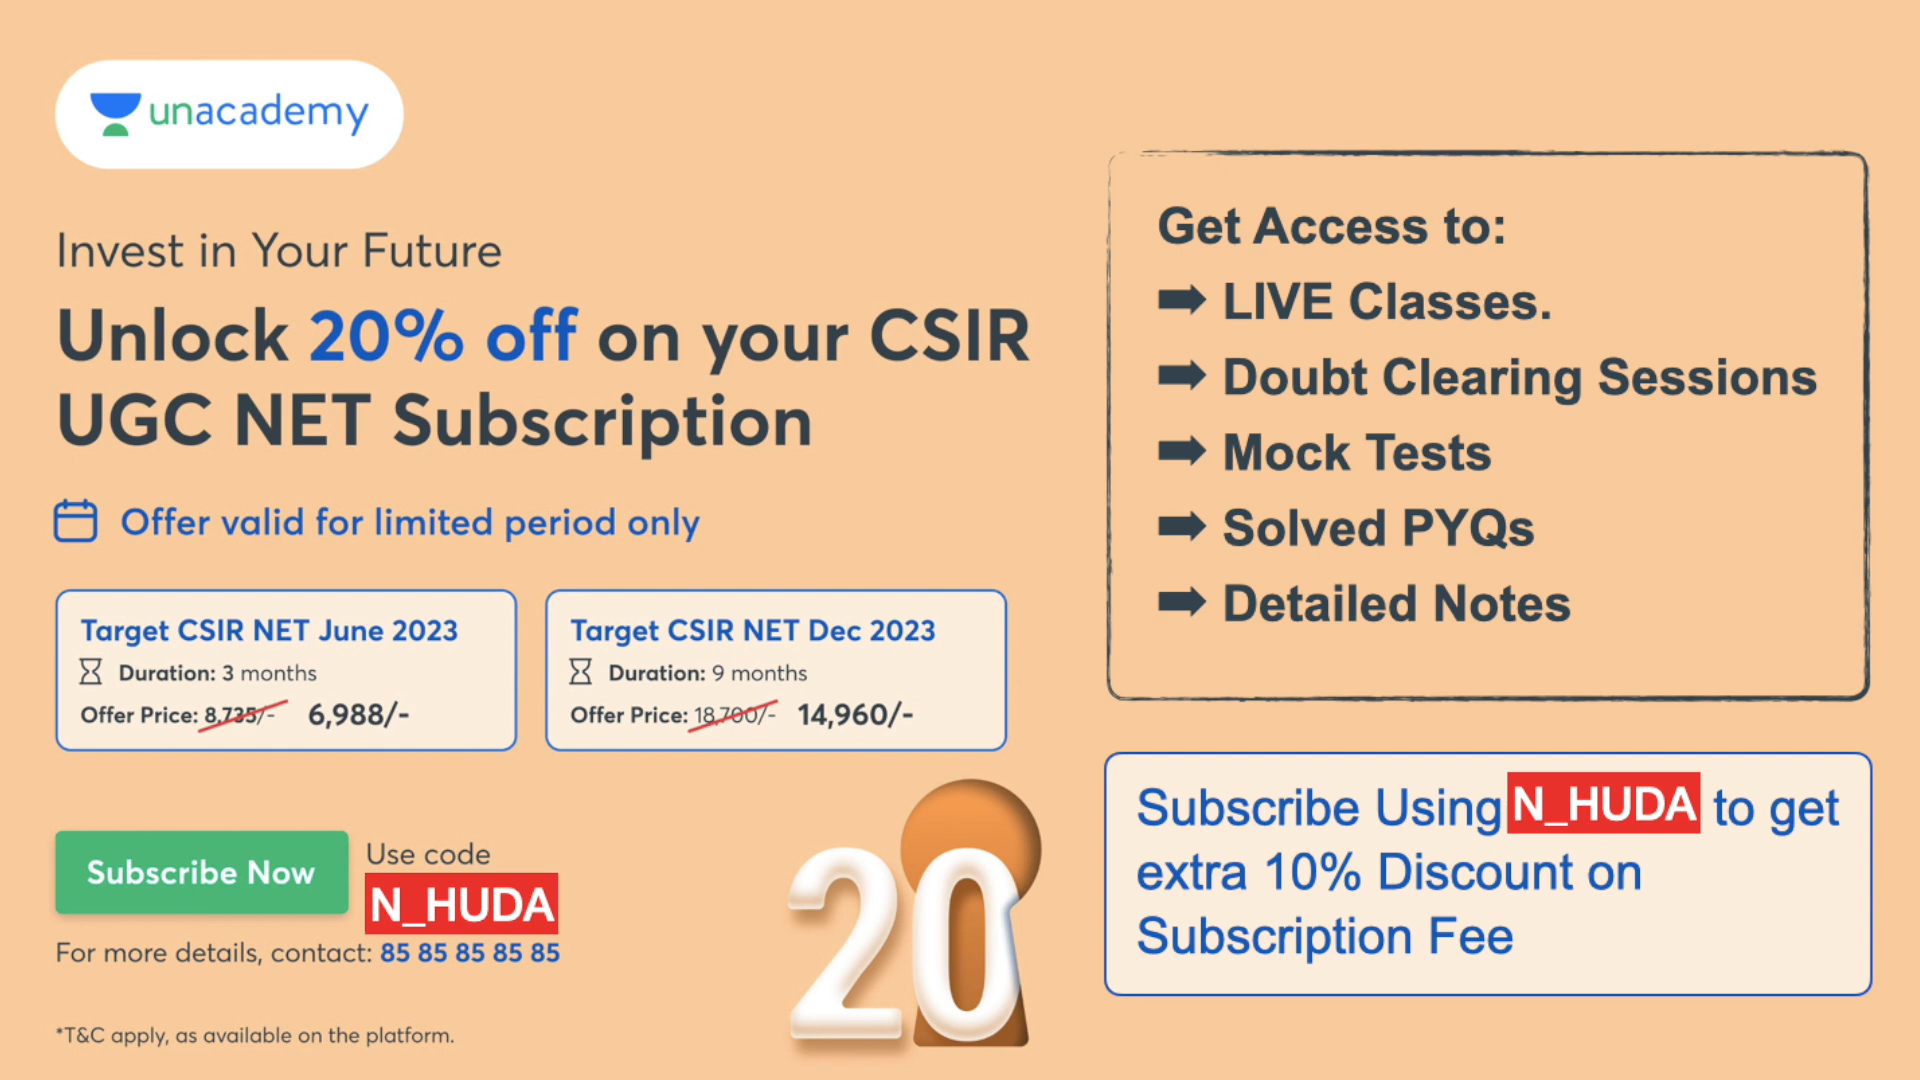 unacademy
Invest in Your Future
Unlock 20% off on your CSIR
UGC NET Subscription
Offer valid for limited period only
Target CSIR NET June 2023
Duration: 3 months
Offer Price: 8,735/- 6,988/-
Target CSIR NET Dec 2023
Duration: 9 months
Offer Price: 18,700/- 14,960/-
Subscribe Now
Use code
N_HUDA
For more details, contact: 85 85 85 85 85
*T&C apply, as available on the platform.
20
Get Access to:
➡ LIVE Classes.
➡ Doubt Clearing Sessions
➡ Mock Tests
➡ Solved PYQs
➡ Detailed Notes
Subscribe Using N_HUDA to get
extra 10% Discount on
Subscription Fee